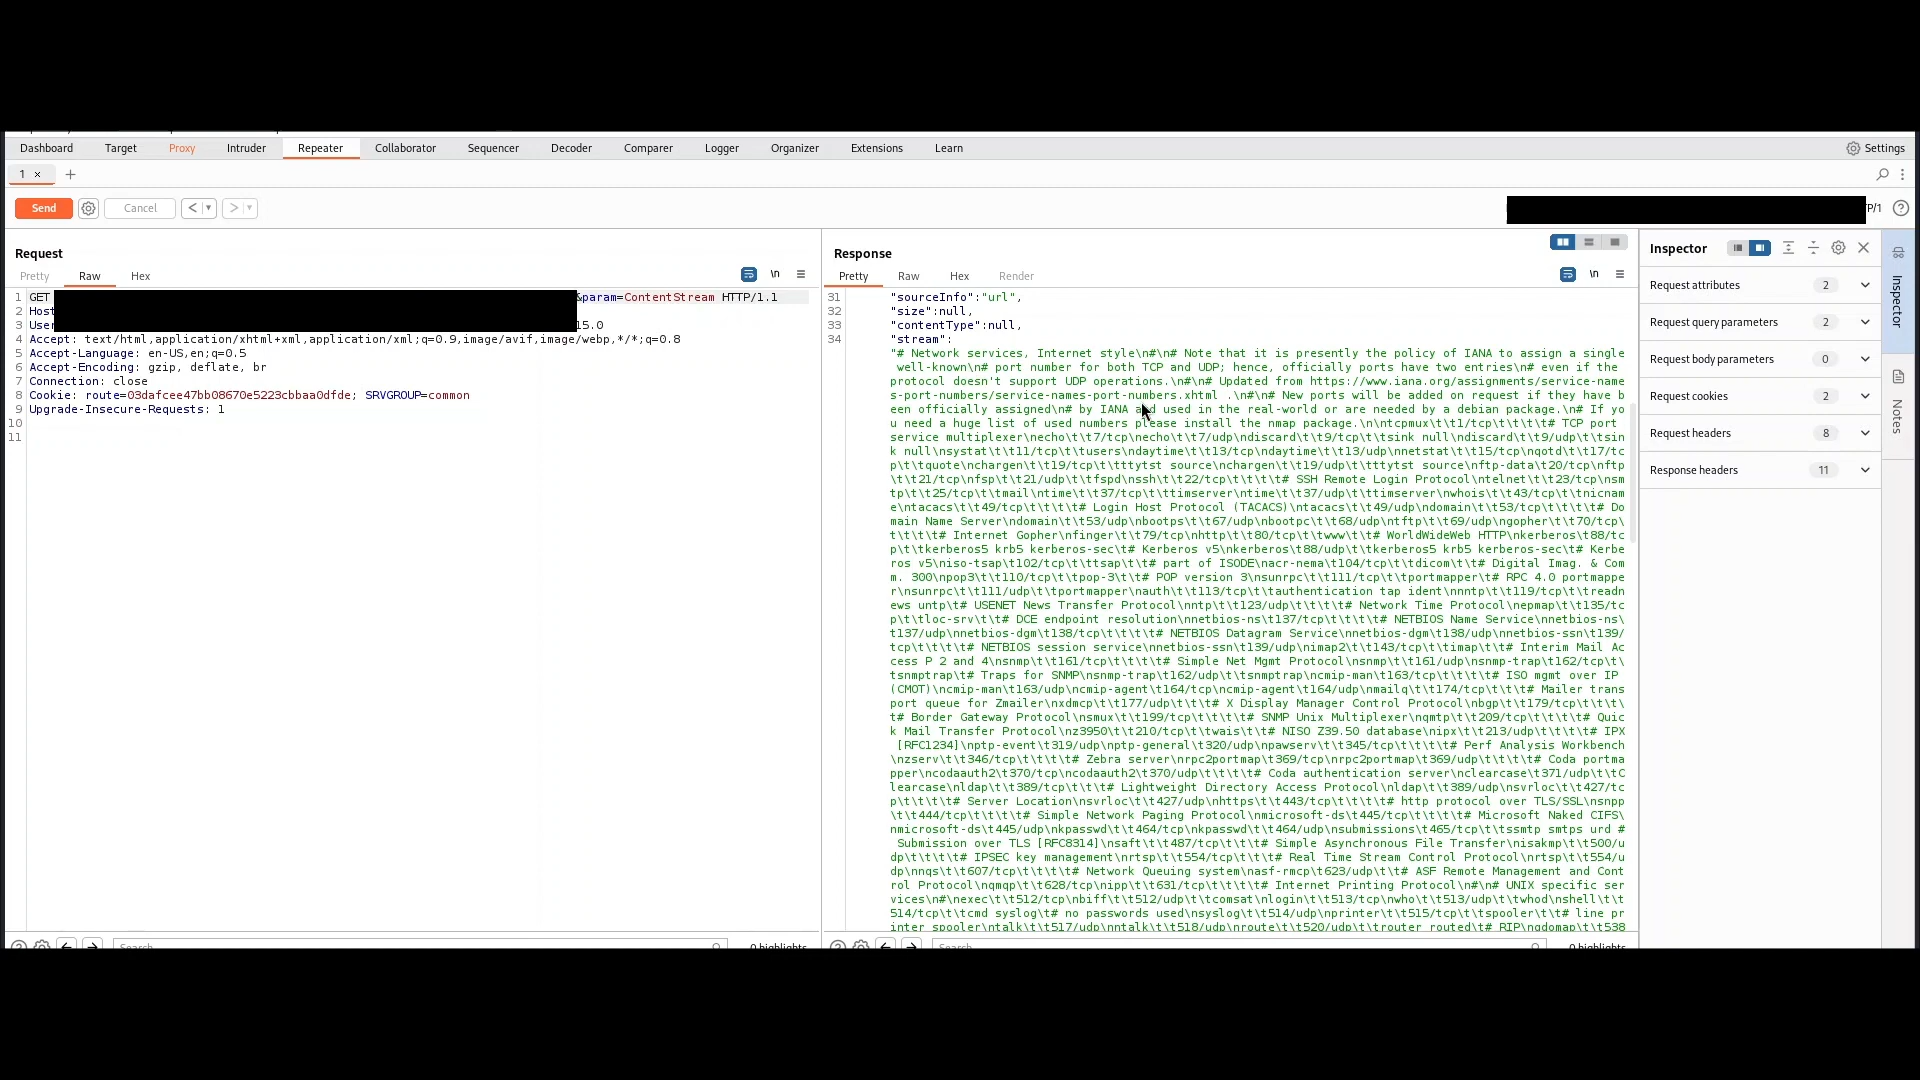 Dashboard Target Proxy Intruder Repeater Collaborator Sequencer Decoder Comparer Logger Organizer Extensions Learn Settings
1 × +
Send Cancel < > P/1
Request
Pretty Raw Hex \n
1 GET &param=ContentStream HTTP/1.1
2 Host
3 User 15.0
4 Accept: text/html,application/xhtml+xml,application/xml;q=0.9,image/avif,image/webp,*/*;q=0.8
5 Accept-Language: en-US,en;q=0.5
6 Accept-Encoding: gzip, deflate, br
7 Connection: close
8 Cookie: route=03dafcee47bb08670e5223cbbaa0dfde; SRVGROUP=common
9 Upgrade-Insecure-Requests: 1
10
11
Search 0 highlights
Response
Pretty Raw Hex Render \n
31 "sourceInfo":"url",
32 "size":null,
33 "contentType":null,
34 "stream":
"# Network services, Internet style\n#\n# Note that it is presently the policy of IANA to assign a single
well-known\n# port number for both TCP and UDP; hence, officially ports have two entries\n# even if the
protocol doesn't support UDP operations.\n#\n# Updated from https://www.iana.org/assignments/service-name
s-port-numbers/service-names-port-numbers.xhtml .\n#\n# New ports will be added on request if they have b
een officially assigned\n# by IANA and used in the real-world or are needed by a debian package.\n# If yo
u need a huge list of used numbers please install the nmap package.\n\ntcpmux\t\t1/tcp\t\t\t\t# TCP port
service multiplexer\necho\t\t7/tcp\necho\t\t7/udp\ndiscard\t\t9/tcp\t\tsink null\ndiscard\t\t9/udp\t\tsin
k null\nsystat\t\t11/tcp\t\tusers\ndaytime\t\t13/tcp\ndaytime\t\t13/udp\nnetstat\t\t15/tcp\nqotd\t\t17/tc
p\t\tquote\nchargen\t\t19/tcp\t\tttytst source\nchargen\t\t19/udp\t\tttytst source\nftp-data\t20/tcp\nftp
\t\t21/tcp\nfsp\t\t21/udp\t\tfspd\nssh\t\t22/tcp\t\t\t\t# SSH Remote Login Protocol\ntelnet\t\t23/tcp\nsm
tp\t\t25/tcp\t\tmail\ntime\t\t37/tcp\t\ttimserver\ntime\t\t37/udp\t\ttimserver\nwhois\t\t43/tcp\t\tnicnam
e\ntacacs\t\t49/tcp\t\t\t\t# Login Host Protocol (TACACS)\ntacacs\t\t49/udp\ndomain\t\t53/tcp\t\t\t\t# Do
main Name Server\ndomain\t\t53/udp\nbootps\t\t67/udp\nbootpc\t\t68/udp\ntftp\t\t69/udp\ngopher\t\t70/tcp\
t\t\t\t# Internet Gopher\nfinger\t\t79/tcp\nhttp\t\t80/tcp\t\twww\t\t# WorldWideWeb HTTP\nkerberos\t88/tc
p\t\tkerberos5 krb5 kerberos-sec\t# Kerberos v5\nkerberos\t88/udp\t\tkerberos5 krb5 kerberos-sec\t# Kerbe
ros v5\niso-tsap\t102/tcp\t\ttsap\t\t# part of ISODE\nacr-nema\t104/tcp\t\tdicom\t\t# Digital Imag. & Com
m. 300\npop3\t\t110/tcp\t\tpop-3\t\t# POP version 3\nsunrpc\t\t111/tcp\t\tportmapper\t# RPC 4.0 portmappe
r\nsunrpc\t\t111/udp\t\tportmapper\nauth\t\t113/tcp\t\tauthentication tap ident\nnntp\t\t119/tcp\t\treadn
ews untp\t# USENET News Transfer Protocol\nntp\t\t123/udp\t\t\t\t# Network Time Protocol\nepmap\t\t135/tc
p\t\tloc-srv\t\t# DCE endpoint resolution\nnetbios-ns\t137/tcp\t\t\t\t# NETBIOS Name Service\nnetbios-ns\
t137/udp\nnetbios-dgm\t138/tcp\t\t\t\t# NETBIOS Datagram Service\nnetbios-dgm\t138/udp\nnetbios-ssn\t139/
tcp\t\t\t\t# NETBIOS session service\nnetbios-ssn\t139/udp\nimap2\t\t143/tcp\t\timap\t\t# Interim Mail Ac
cess P 2 and 4\nsnmp\t\t161/tcp\t\t\t\t# Simple Net Mgmt Protocol\nsnmp\t\t161/udp\nsnmp-trap\t162/tcp\t\
tsnmptrap\t# Traps for SNMP\nsnmp-trap\t162/udp\t\tsnmptrap\ncmip-man\t163/tcp\t\t\t\t# ISO mgmt over IP
(CMOT)\ncmip-man\t163/udp\ncmip-agent\t164/tcp\ncmip-agent\t164/udp\nmailq\t\t174/tcp\t\t\t\t# Mailer trans
port queue for Zmailer\nxdmcp\t\t177/udp\t\t\t\t# X Display Manager Control Protocol\nbgp\t\t179/tcp\t\t\t\
t# Border Gateway Protocol\nsmux\t\t199/tcp\t\t\t\t# SNMP Unix Multiplexer\nqmtp\t\t209/tcp\t\t\t\t# Quic
k Mail Transfer Protocol\nz3950\t\t210/tcp\t\twais\t\t# NISO Z39.50 database\nipx\t\t213/udp\t\t\t\t# IPX
[RFC1234]\nptp-event\t319/udp\nptp-general\t320/udp\npawserv\t\t345/tcp\t\t\t\t# Perf Analysis Workbench
\nzserv\t\t346/tcp\t\t\t\t# Zebra server\nrpc2portmap\t369/tcp\nrpc2portmap\t369/udp\t\t\t\t# Coda portma
pper\ncodaauth2\t370/tcp\ncodaauth2\t370/udp\t\t\t\t# Coda authentication server\nclearcase\t371/udp\t\tC
learcase\nldap\t\t389/tcp\t\t\t\t# Lightweight Directory Access Protocol\nldap\t\t389/udp\nsvrloc\t\t427/tc
p\t\t\t\t# Server Location\nsvrloc\t\t427/udp\nhttps\t\t443/tcp\t\t\t\t# http protocol over TLS/SSL\nsnpp
\t\t444/tcp\t\t\t\t# Simple Network Paging Protocol\nmicrosoft-ds\t445/tcp\t\t\t\t# Microsoft Naked CIFS\
nmicrosoft-ds\t445/udp\nkpasswd\t\t464/tcp\nkpasswd\t\t464/udp\nsubmissions\t465/tcp\t\tssmtp smtps urd #
Submission over TLS [RFC8314]\nsaft\t\t487/tcp\t\t\t\t# Simple Asynchronous File Transfer\nisakmp\t\t500/u
dp\t\t\t\t# IPSEC key management\nrtsp\t\t554/tcp\t\t\t\t# Real Time Stream Control Protocol\nrtsp\t\t554/u
dp\nnqs\t\t607/tcp\t\t\t\t# Network Queuing system\nasf-rmcp\t623/udp\t\t# ASF Remote Management and Cont
rol Protocol\nqmqp\t\t628/tcp\nipp\t\t631/tcp\t\t\t\t# Internet Printing Protocol\n#\n# UNIX specific ser
vices\n#\nexec\t\t512/tcp\nbiff\t\t512/udp\t\tcomsat\nlogin\t\t513/tcp\nwho\t\t513/udp\t\twhod\nshell\t\t
514/tcp\t\tcmd syslog\t# no passwords used\nsyslog\t\t514/udp\nprinter\t\t515/tcp\t\tspooler\t\t# line pr
inter spooler\ntalk\t\t517/udp\nntalk\t\t518/udp\nroute\t\t520/udp\t\trouter routed\t# RIP\ngdomap\t\t538
Search 0 highlights
Inspector
Request attributes 2
Request query parameters 2
Request body parameters 0
Request cookies 2
Request headers 8
Response headers 11
Inspector
Notes